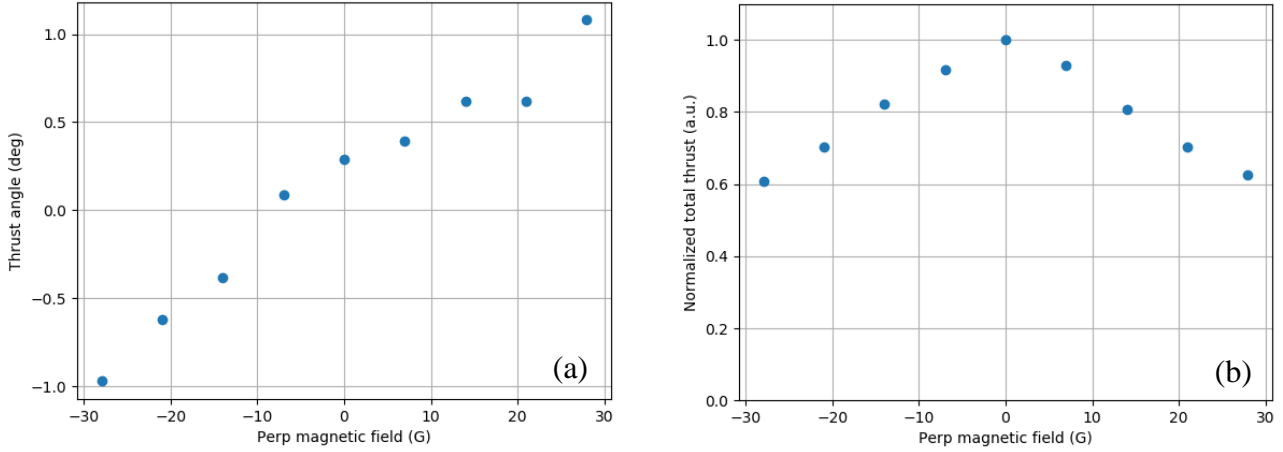 1.0
0.5
0.0
−0.5
−1.0
Thrust angle (deg)
−30 −20 −10 0 10 20 30
Perp magnetic field (G)
(a)
1.0
0.8
0.6
0.4
0.2
0.0
Normalized total thrust (a.u.)
−30 −20 −10 0 10 20 30
Perp magnetic field (G)
(b)